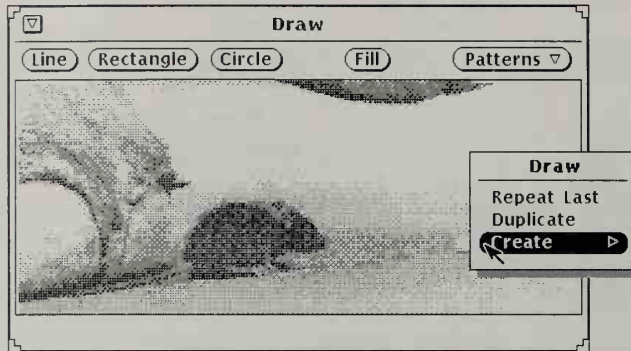 Draw
Line Rectangle Circle Fill Patterns
Draw
Repeat Last
Duplicate
Create